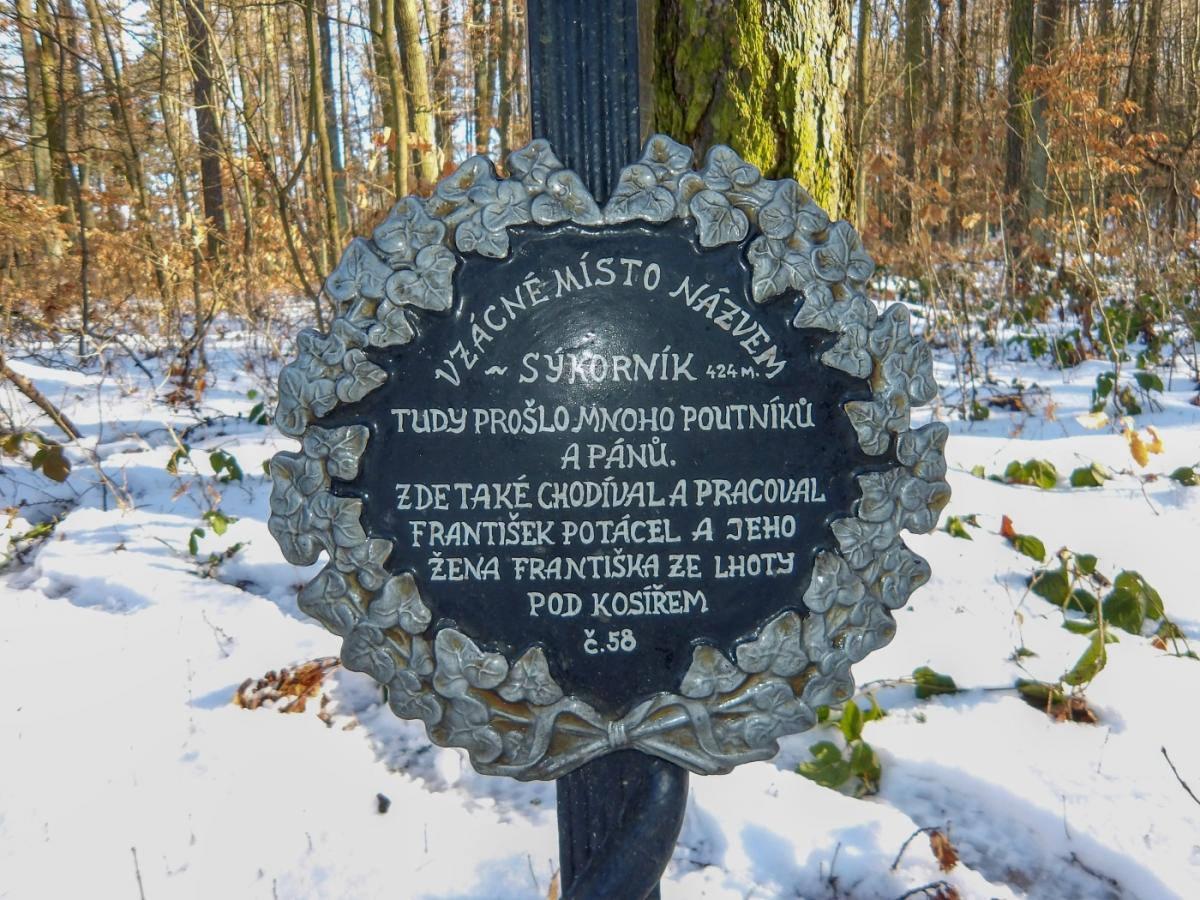 VZÁCNÉ MÍSTO NÁZVEM
~ SÝKORNÍK 424 M. ~
TUDY PROŠLO MNOHO POUTNÍKŮ
A PÁNŮ.
ZDE TAKÉ CHODÍVAL A PRACOVAL
FRANTIŠEK POTÁCEL A JEHO
ŽENA FRANTIŠKA ZE LHOTY
POD KOSÍŘEM
č.58